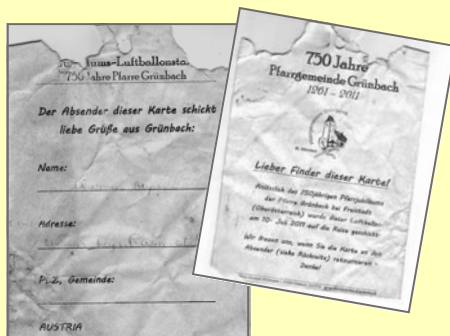 Jubiläums-Luftballonsta
750 Jahre Pfarre Grünbach
Der Absender dieser Karte schickt
liebe Grüße aus Grünbach:
Name:
Adresse:
PLZ, Gemeinde:
AUSTRIA
750 Jahre
Pfarrgemeinde Grünbach
1261 - 2011
Lieber Finder dieser Karte!
Anlässlich des 750jährigen Pfarrjubiläums
der Pfarre Grünbach bei Freistadt
(Oberösterreich) wurde dieser Luftballon
am 10. Juli 2011 auf die Reise geschickt.
Wir freuen uns, wenn Sie die Karte an den
Absender (siehe Rückseite) retournieren -
Danke!